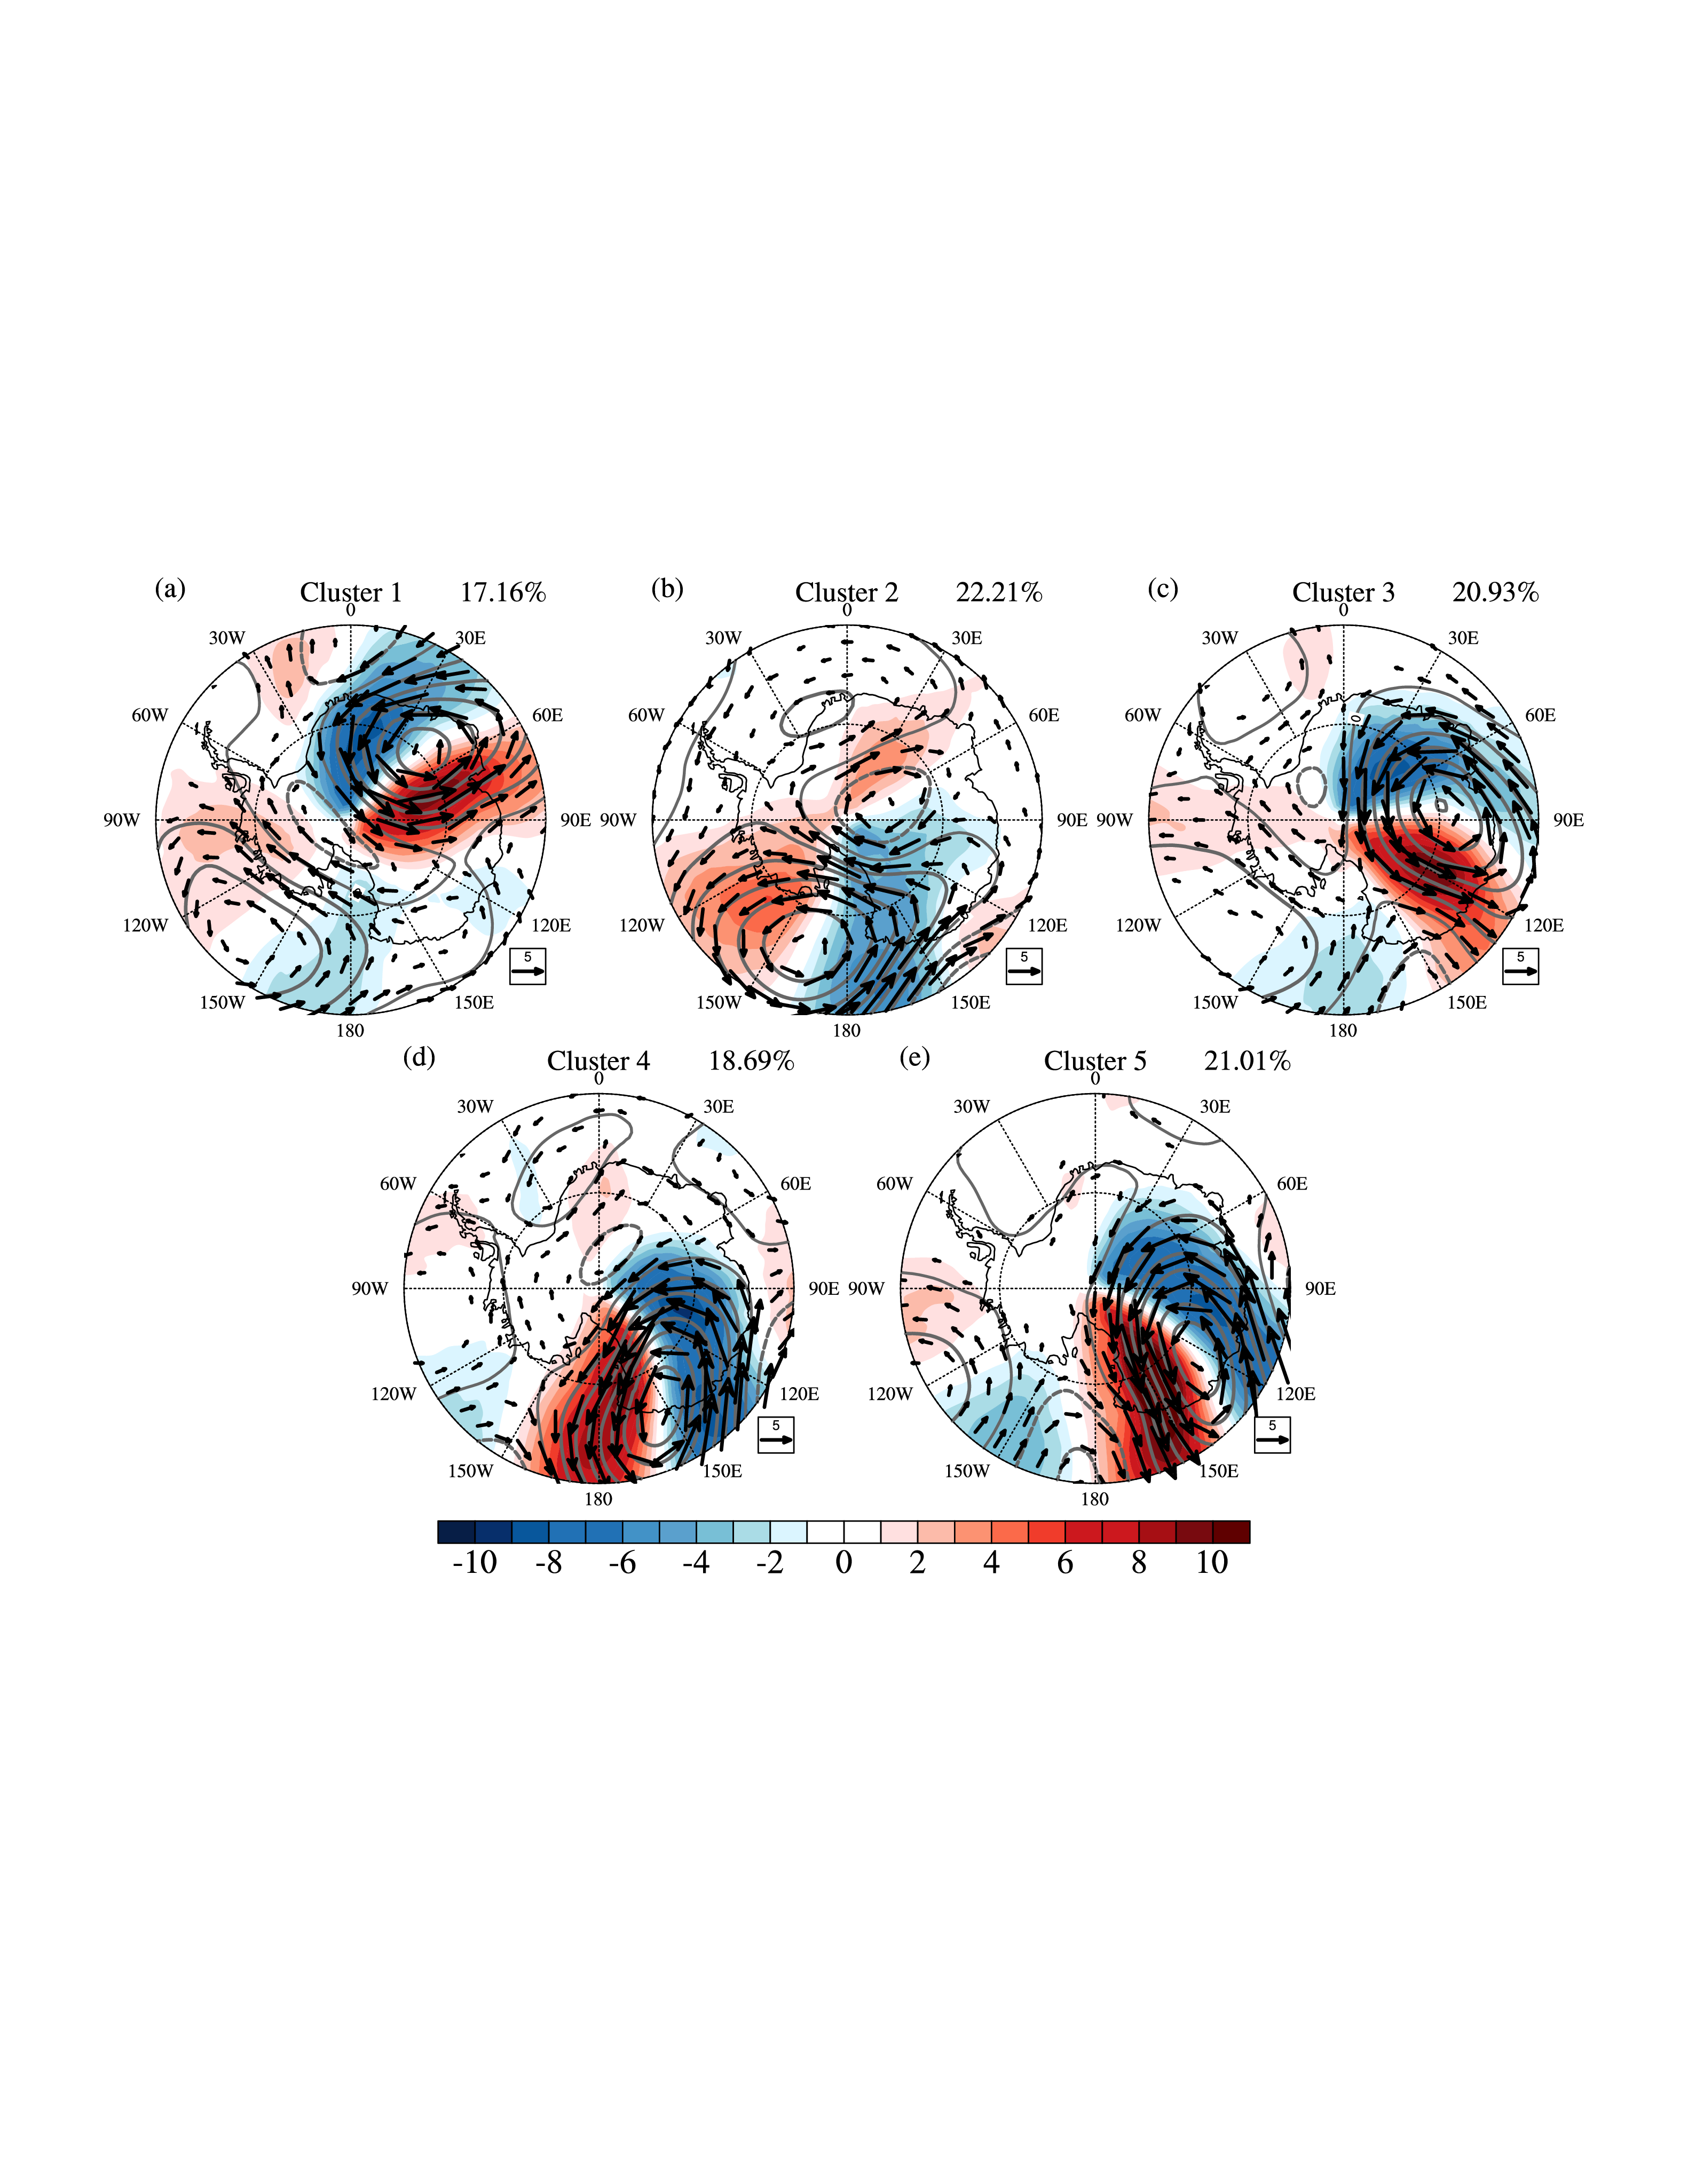 (a) Cluster 1 17.16% (b) Cluster 2 22.21% (c) Cluster 3 20.93%
0 0 0
30W 30E 30W 30E 30W 30E
60W 60E 60W 60E 60W 60E
90W 90E 90W 90E 90W 90E
120W 120E 120W 120E 120W 120E
5 5 5
150W 150E 150W 150E 150W 150E
180 180 180
(d) Cluster 4 18.69% (e) Cluster 5 21.01%
0 0
30W 30E 30W 30E
60W 60E 60W 60E
90W 90E 90W 90E
120W 120E 120W 120E
5 5
150W 150E 150W 150E
180 180
-10 -8 -6 -4 -2 0 2 4 6 8 10